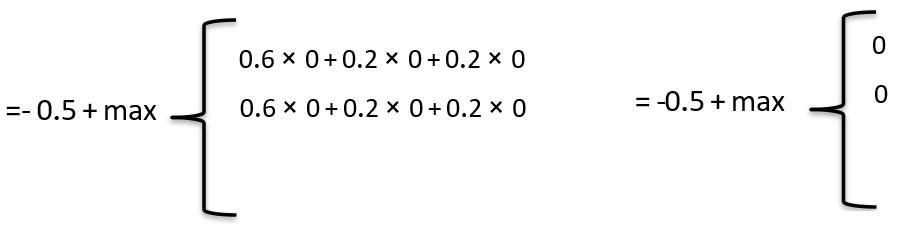 0.6 × 0 + 0.2 × 0 + 0.2 × 0
0.6 × 0 + 0.2 × 0 + 0.2 × 0
=- 0.5 + max
0
0
= -0.5 + max